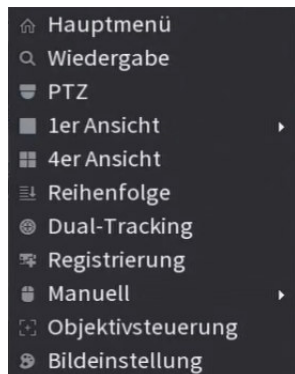 Hauptmenü
Wiedergabe
PTZ
1er Ansicht
4er Ansicht
Reihenfolge
Dual-Tracking
Registrierung
Manuell
Objektivsteuerung
Bildeinstellung